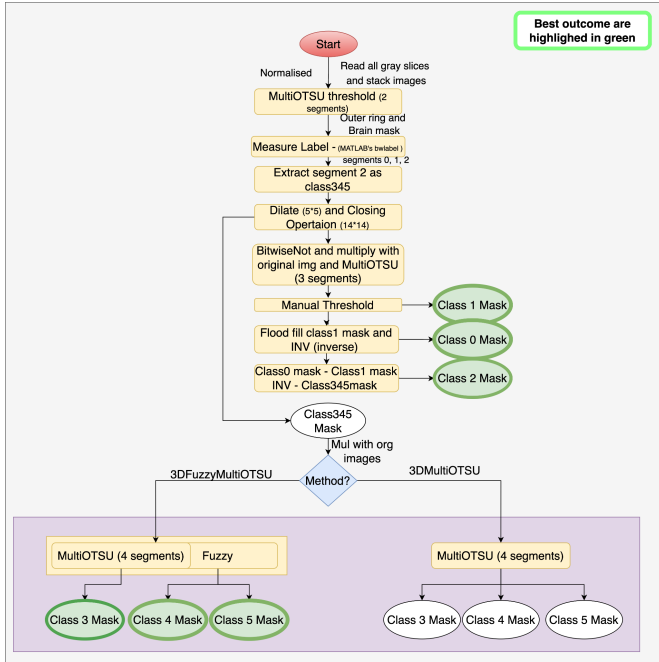 Best outcome are
highlighed in green
Start
Normalised
Read all gray slices
and stack images
MultiOTSU threshold (2
segments)
Outer ring and
Brain mask
Measure Label - (MATLAB's bwlabel )
segments 0, 1, 2
Extract segment 2 as
class345
Dilate (5*5) and Closing
Opertaion (14*14)
BitwiseNot and multiply with
original img and MultiOTSU
(3 segments)
Manual Threshold
Class 1 Mask
Flood fill class1 mask and
INV (inverse)
Class 0 Mask
Class0 mask - Class1 mask
INV - Class345mask
Class 2 Mask
Class345
Mask
Mul with org
images
Method?
3DFuzzyMultiOTSU
3DMultiOTSU
MultiOTSU (4 segments)
Fuzzy
MultiOTSU (4 segments)
Class 3 Mask
Class 4 Mask
Class 5 Mask
Class 3 Mask
Class 4 Mask
Class 5 Mask